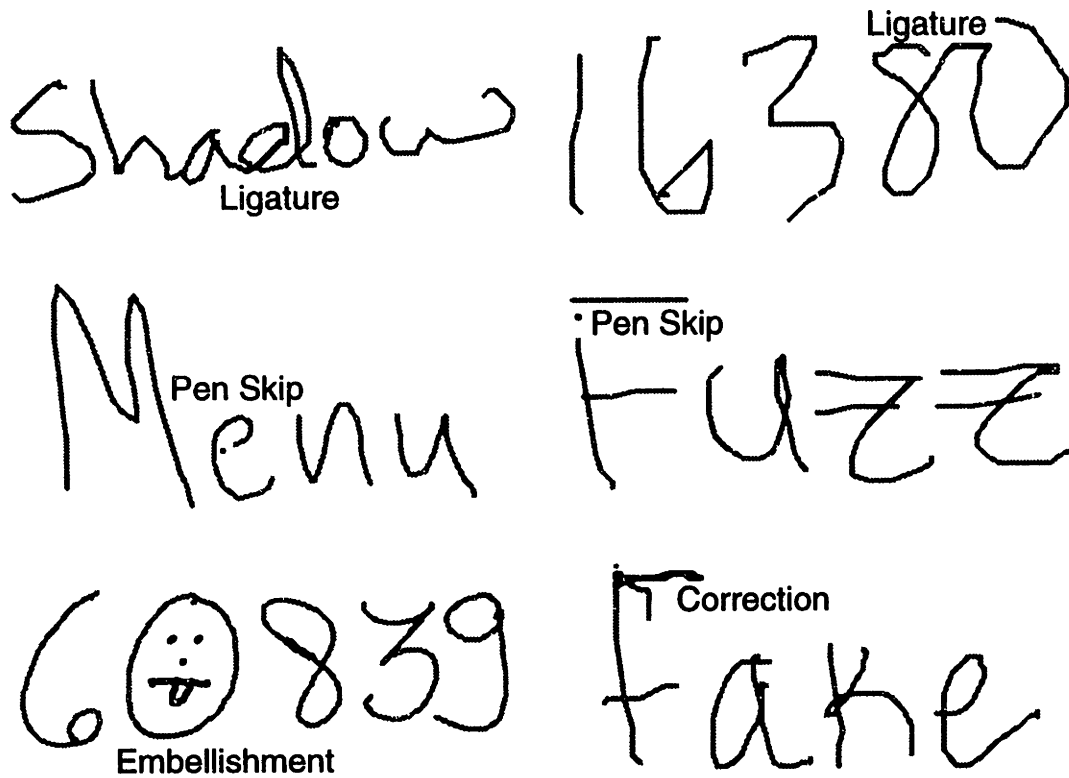 Ligature
Shadow 16380
Ligature
Pen Skip
Pen Skip
Menu Fuzz
Correction
60839 Fake
Embellishment